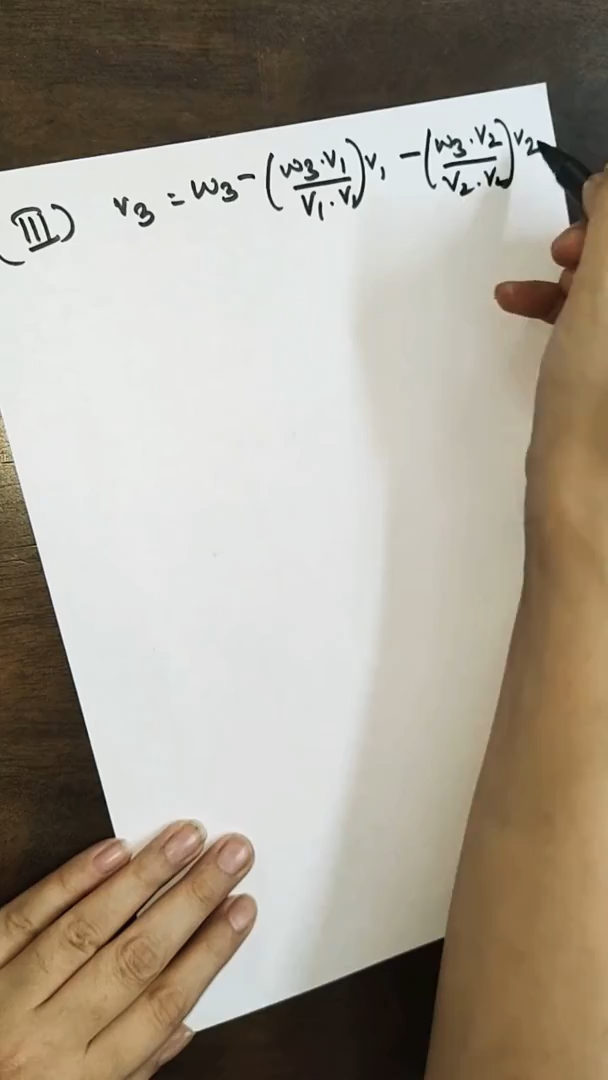 (III) v3 = w3 - (w3 . v1 / v1 . v1) v1 - (w3 . v2 / v2 . v2) v2